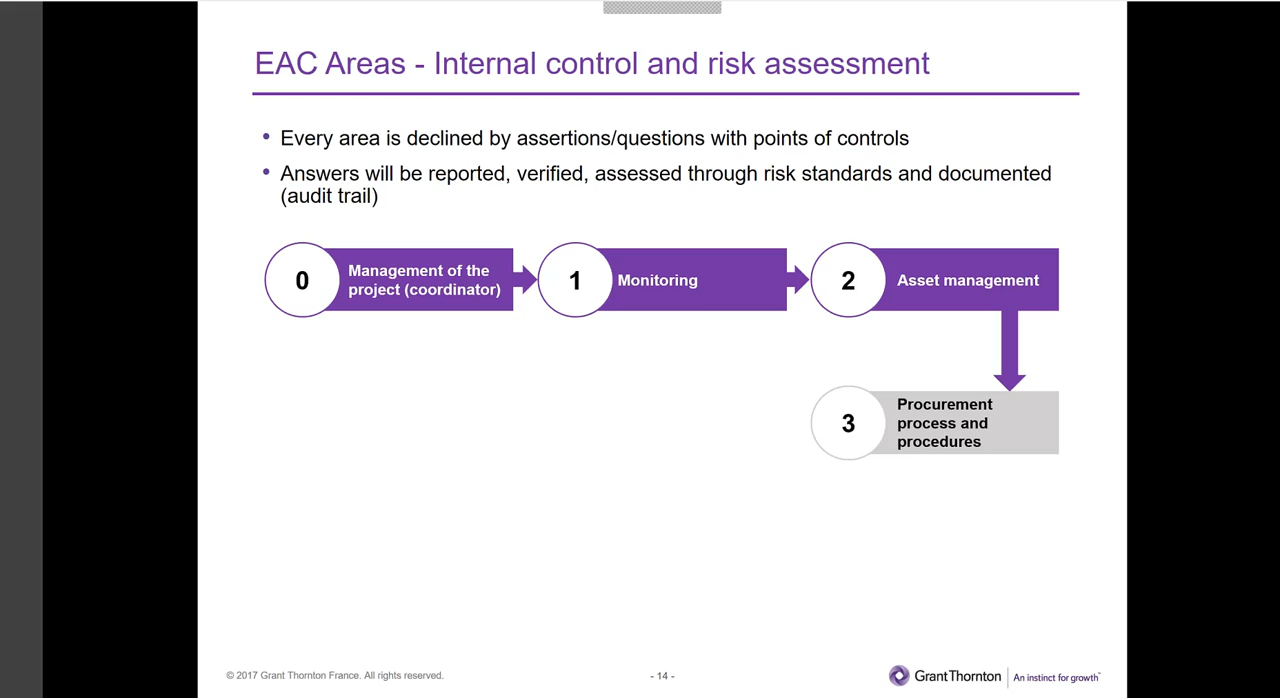 EAC Areas - Internal control and risk assessment
• Every area is declined by assertions/questions with points of controls
• Answers will be reported, verified, assessed through risk standards and documented
(audit trail)
0
Management of the
project (coordinator)
1
Monitoring
2
Asset management
3
Procurement
process and
procedures
© 2017 Grant Thornton France. All rights reserved.
- 14 -
Grant Thornton
An instinct for growth™